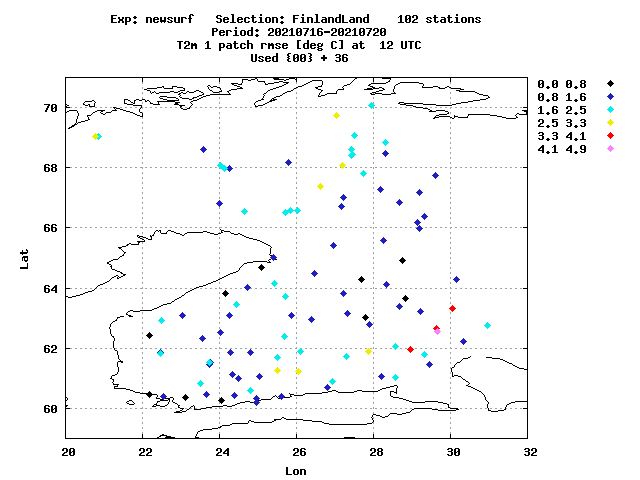 Exp: newsurf Selection: FinlandLand 102 stations
Period: 20210716-20210720
T2m 1 patch rmse [deg C] at 12 UTC
Used {00} + 36
0.0 0.8
0.8 1.6
1.6 2.5
2.5 3.3
3.3 4.1
4.1 4.9
70
68
66
64
62
60
Lat
20 22 24 26 28 30 32
Lon